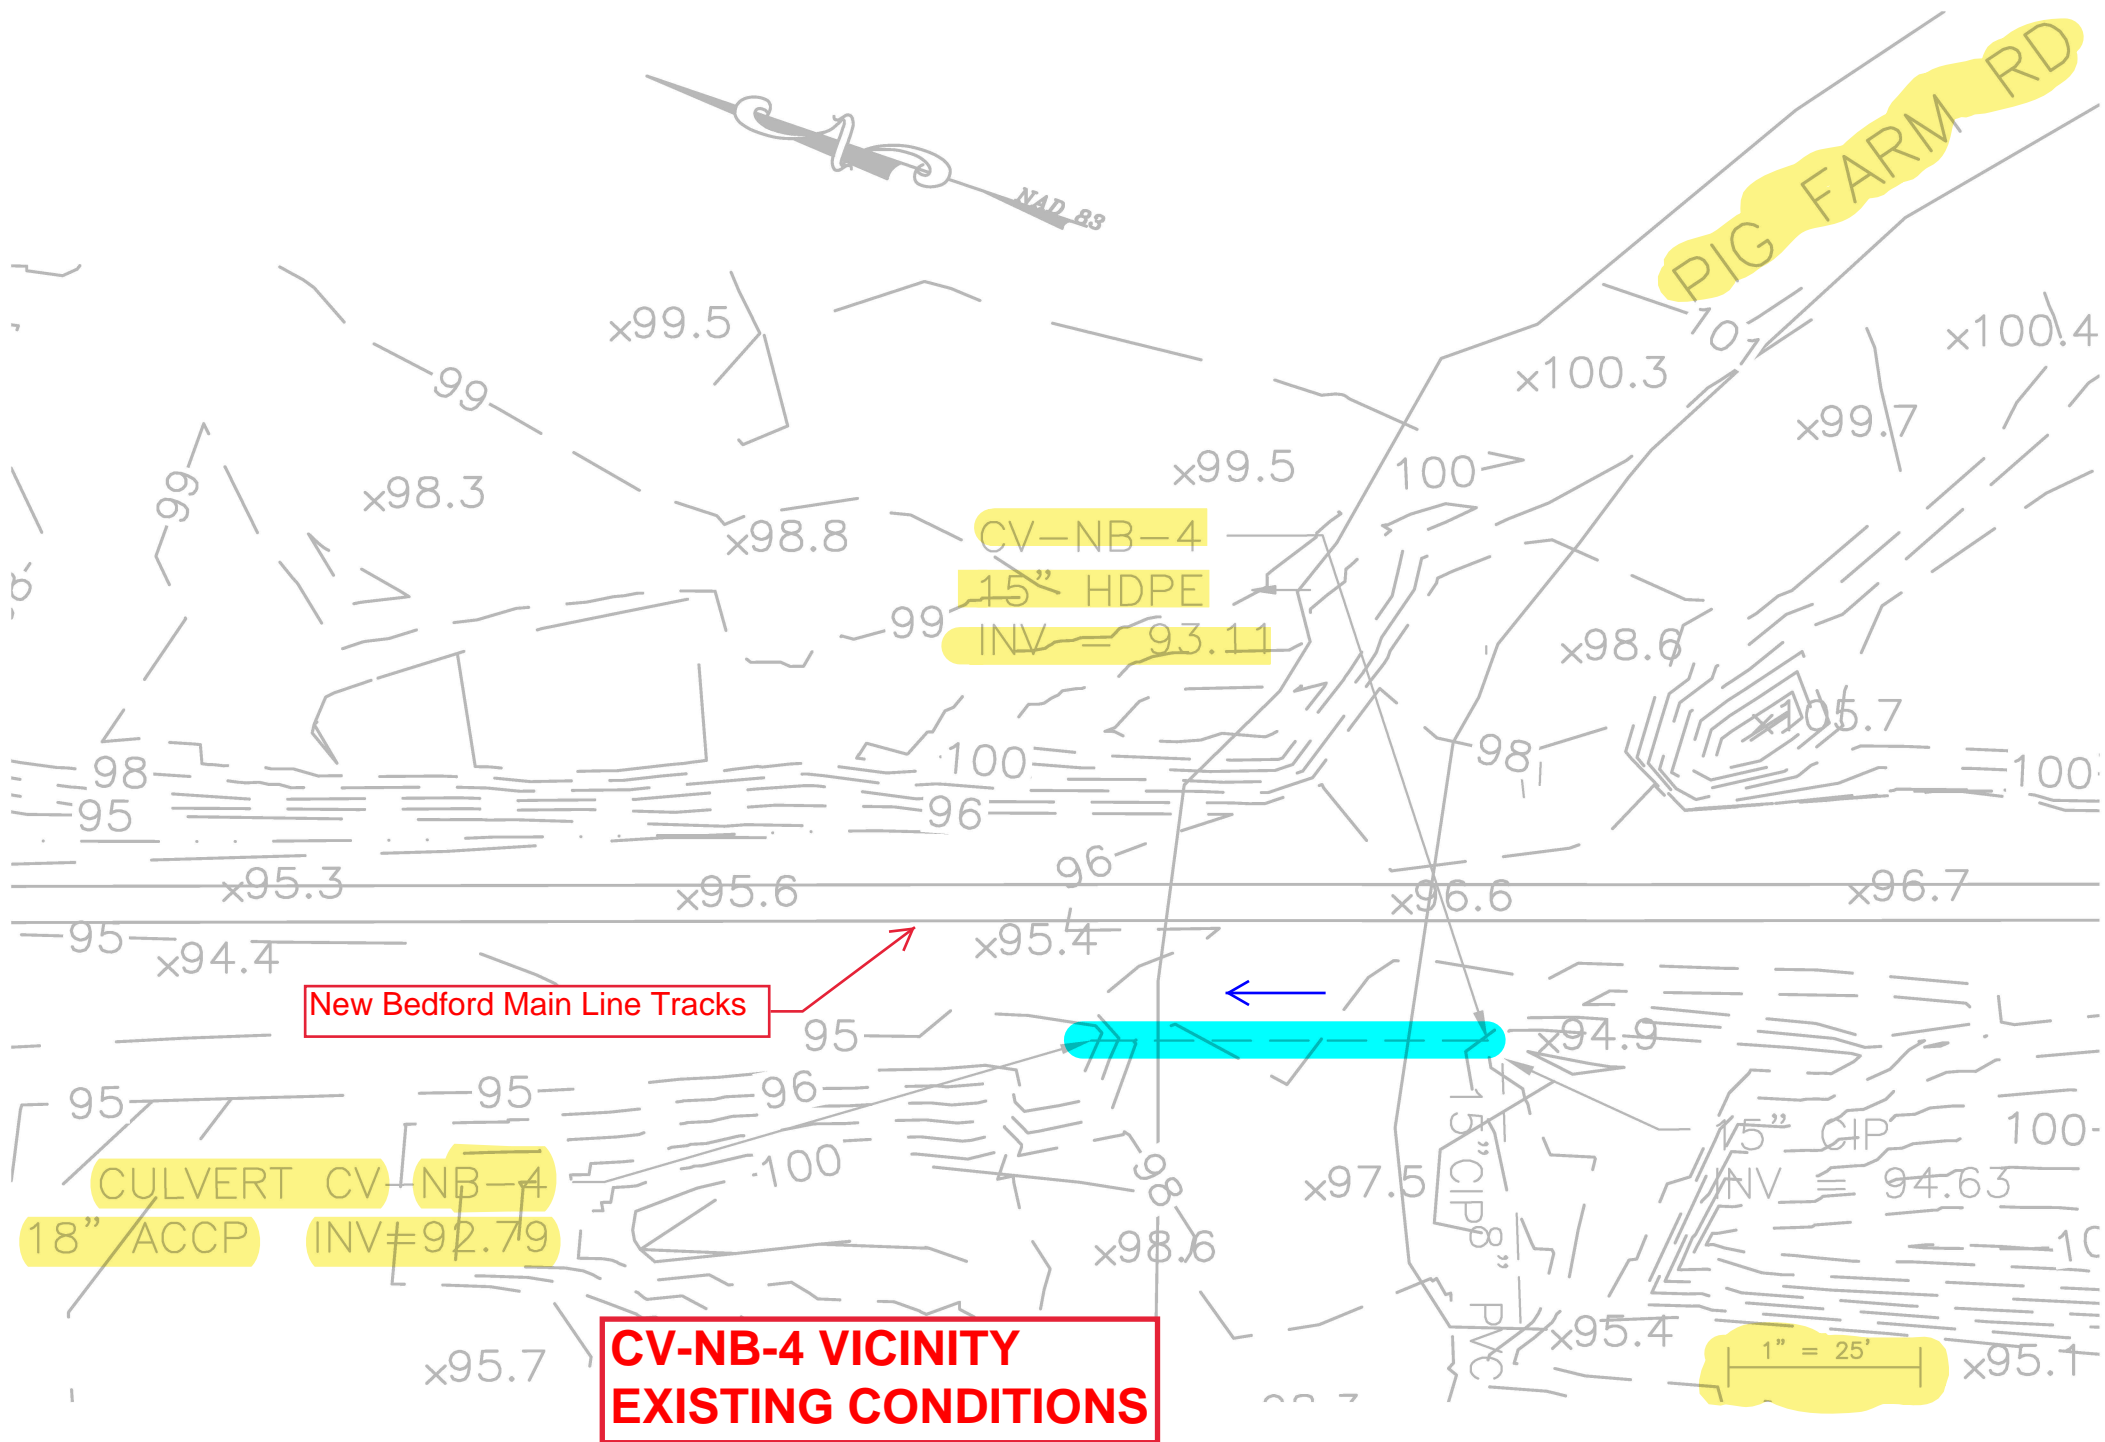 PIG FARM RD
NAD 83
x99.5
101
x100.4
x100.3
99
x99.7
x99.5
100
99
x98.3
x98.8
CV-NB-4
15" HDPE
99
INV = 93.11
x98.6
x105.7
98
100
98
100
95
96
96
x95.3
x95.6
x96.6
x96.7
95
x94.4
x95.4
New Bedford Main Line Tracks
95
x94.9
95
95
96
15" CIP
100
INV = 94.63
15" CIP
8" PVC
100
98
x97.5
CULVERT CV-NB-4
18" ACCP INV=92.79
x98.6
10
x95.4
1" = 25'
x95.1
x95.7
CV-NB-4 VICINITY
EXISTING CONDITIONS